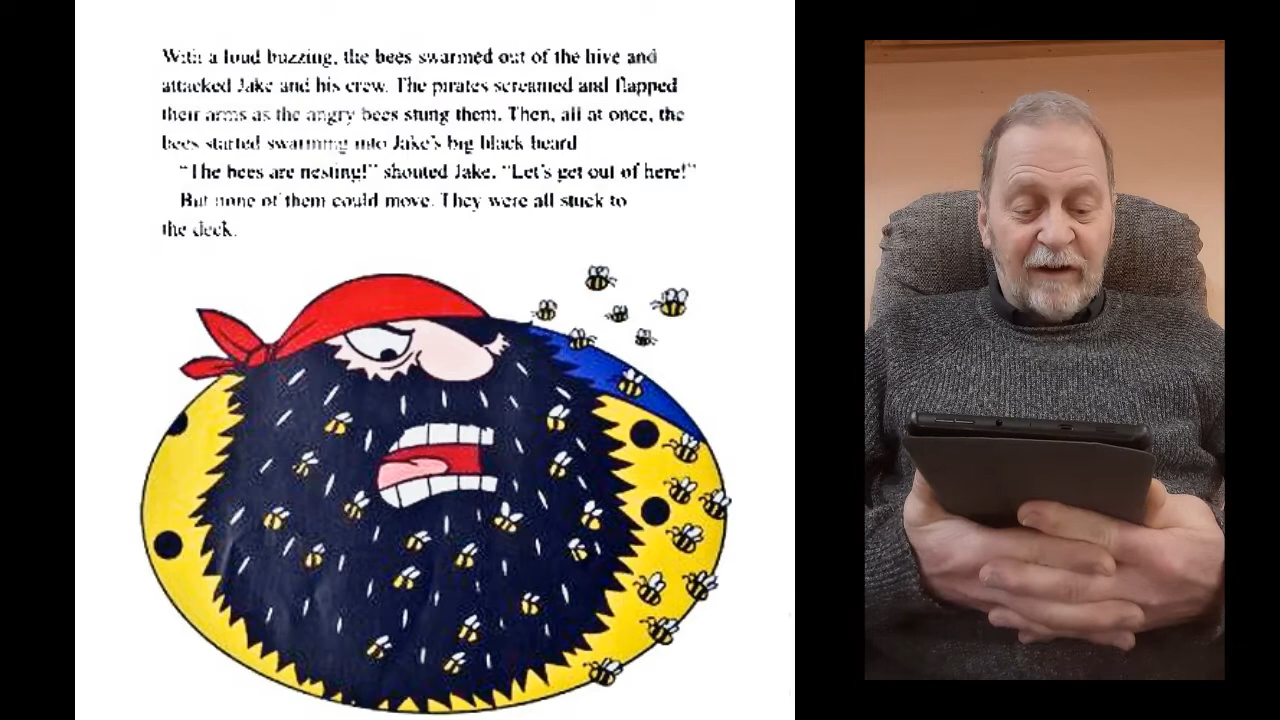 With a loud buzzing, the bees swarmed out of the hive and
attacked Jake and his crew. The pirates screamed and flapped
their arms as the angry bees stung them. Then, all at once, the
bees started swarming into Jake's big black beard
"The bees are nesting!" shouted Jake. "Let's get out of here!"
But none of them could move. They were all stuck to
the deck.